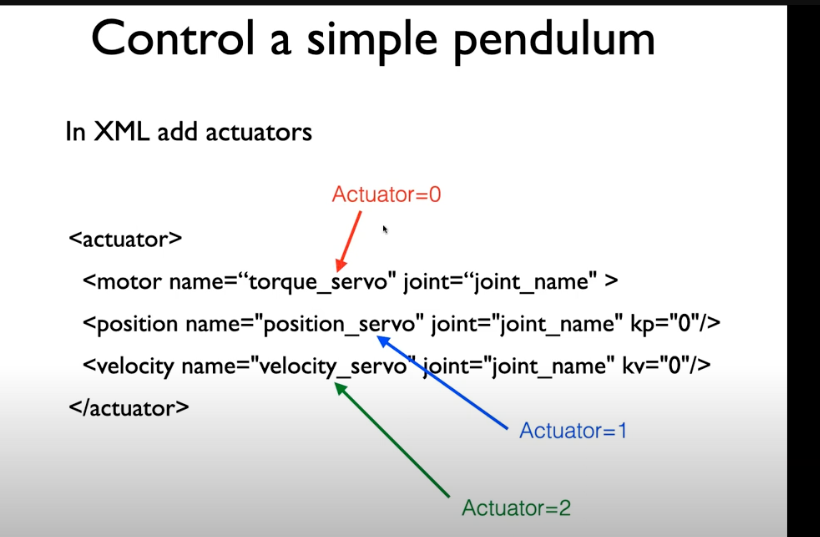 Control a simple pendulum
In XML add actuators
Actuator=0
<actuator>
<motor name=“torque_servo" joint=“joint_name" >
<position name="position_servo" joint="joint_name" kp="0"/>
<velocity name="velocity_servo" joint="joint_name" kv="0"/>
</actuator>
Actuator=1
Actuator=2